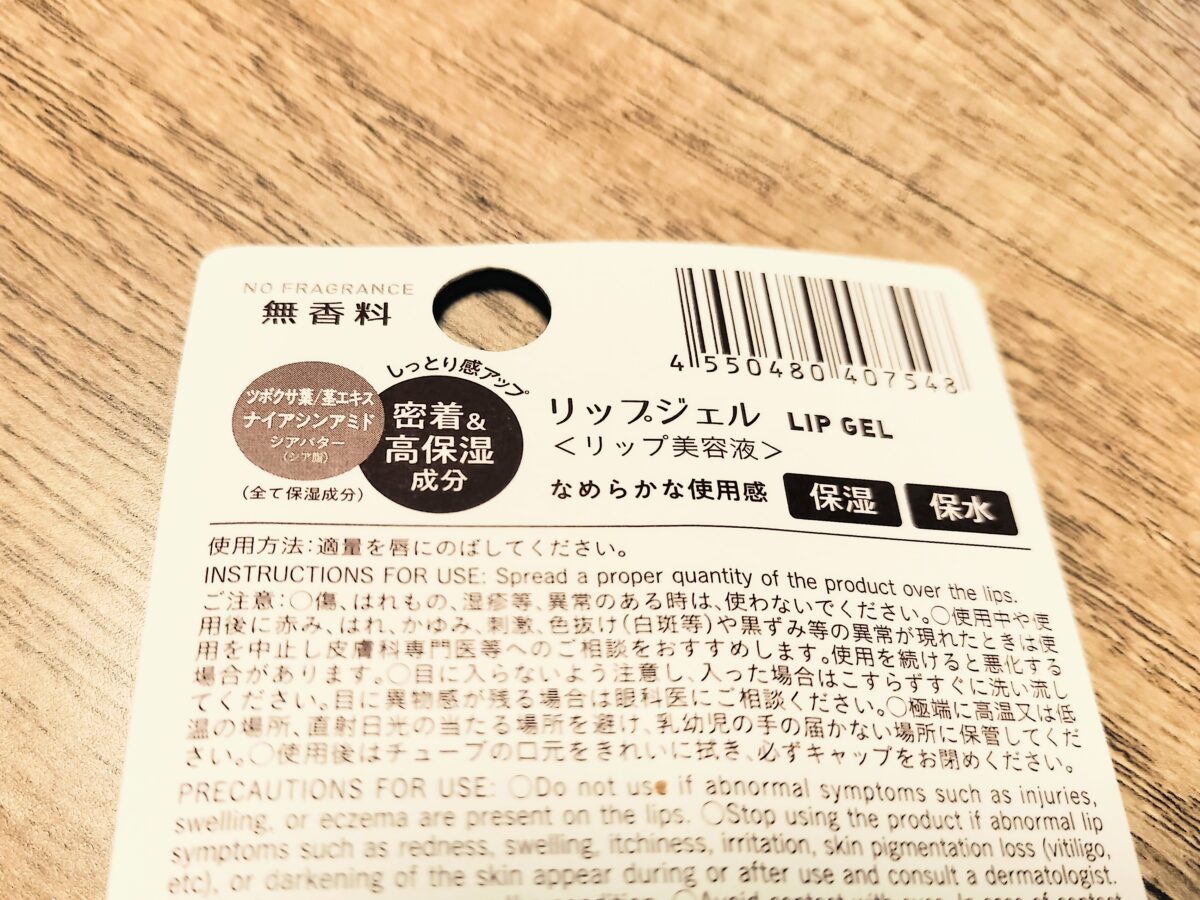 NO FRAGRANCE
無香料
4 550480 407548
ツボクサ葉/茎エキス
ナイアシンアミド
シアバター
(シア脂)
(全て保湿成分)
しっとり感アップ
密着&
高保湿
成分
リップジェル LIP GEL
<リップ美容液>
なめらかな使用感 保湿 保水
使用方法:適量を唇にのばしてください。
INSTRUCTIONS FOR USE: Spread a proper quantity of the product over the lips.
ご注意:○傷、はれもの、湿疹等、異常のある時は、使わないでください。○使用中や使
用後に赤み、はれ、かゆみ、刺激、色抜け(白斑等)や黒ずみ等の異常が現れたときは使
用を中止し皮膚科専門医等へのご相談をおすすめします。使用を続けると悪化する
場合があります。○目に入らないよう注意し、入った場合はこすらずすぐに洗い流し
てください。目に異物感が残る場合は眼科医にご相談ください。○極端に高温又は低
温の場所、直射日光の当たる場所を避け、乳幼児の手の届かない場所に保管してくだ
さい。○使用後はチューブの口元をきれいに拭き、必ずキャップをお閉めください。
PRECAUTIONS FOR USE: ○Do not use if abnormal symptoms such as injuries,
swelling, or eczema are present on the lips. ○Stop using the product if abnormal lip
symptoms such as redness, swelling, itchiness, irritation, skin pigmentation loss (vitiligo,
etc), or darkening of the skin appear during or after use and consult a dermatologist.
condition. ○Avoid contact with eyes. In case of contact